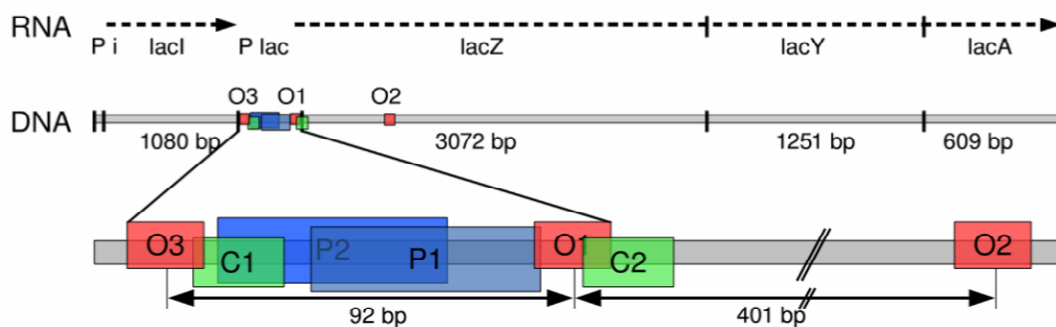 RNA
P i lacI P lac lacZ lacY lacA
O3 O1 O2
DNA
1080 bp 3072 bp 1251 bp 609 bp
O3 C1 P2 P1 O1 C2 O2
92 bp 401 bp